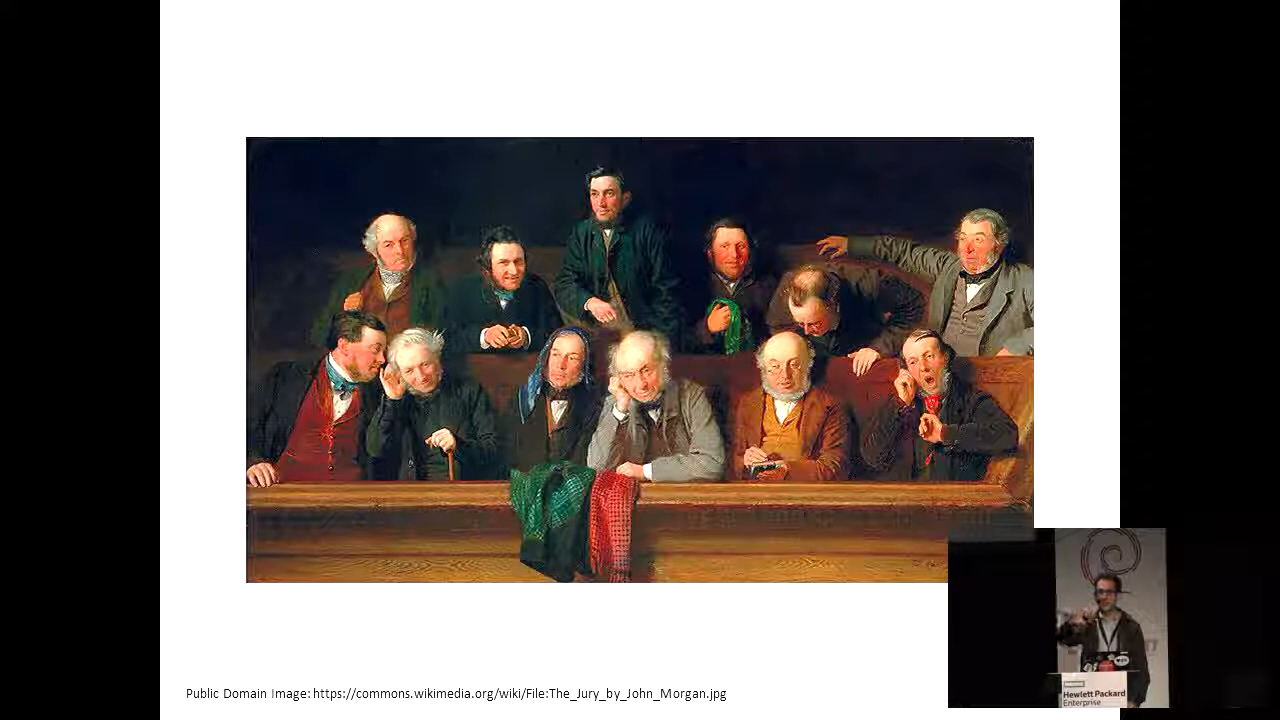 Public Domain Image: https://commons.wikimedia.org/wiki/File:The_Jury_by_John_Morgan.jpg
Hewlett Packard
Enterprise